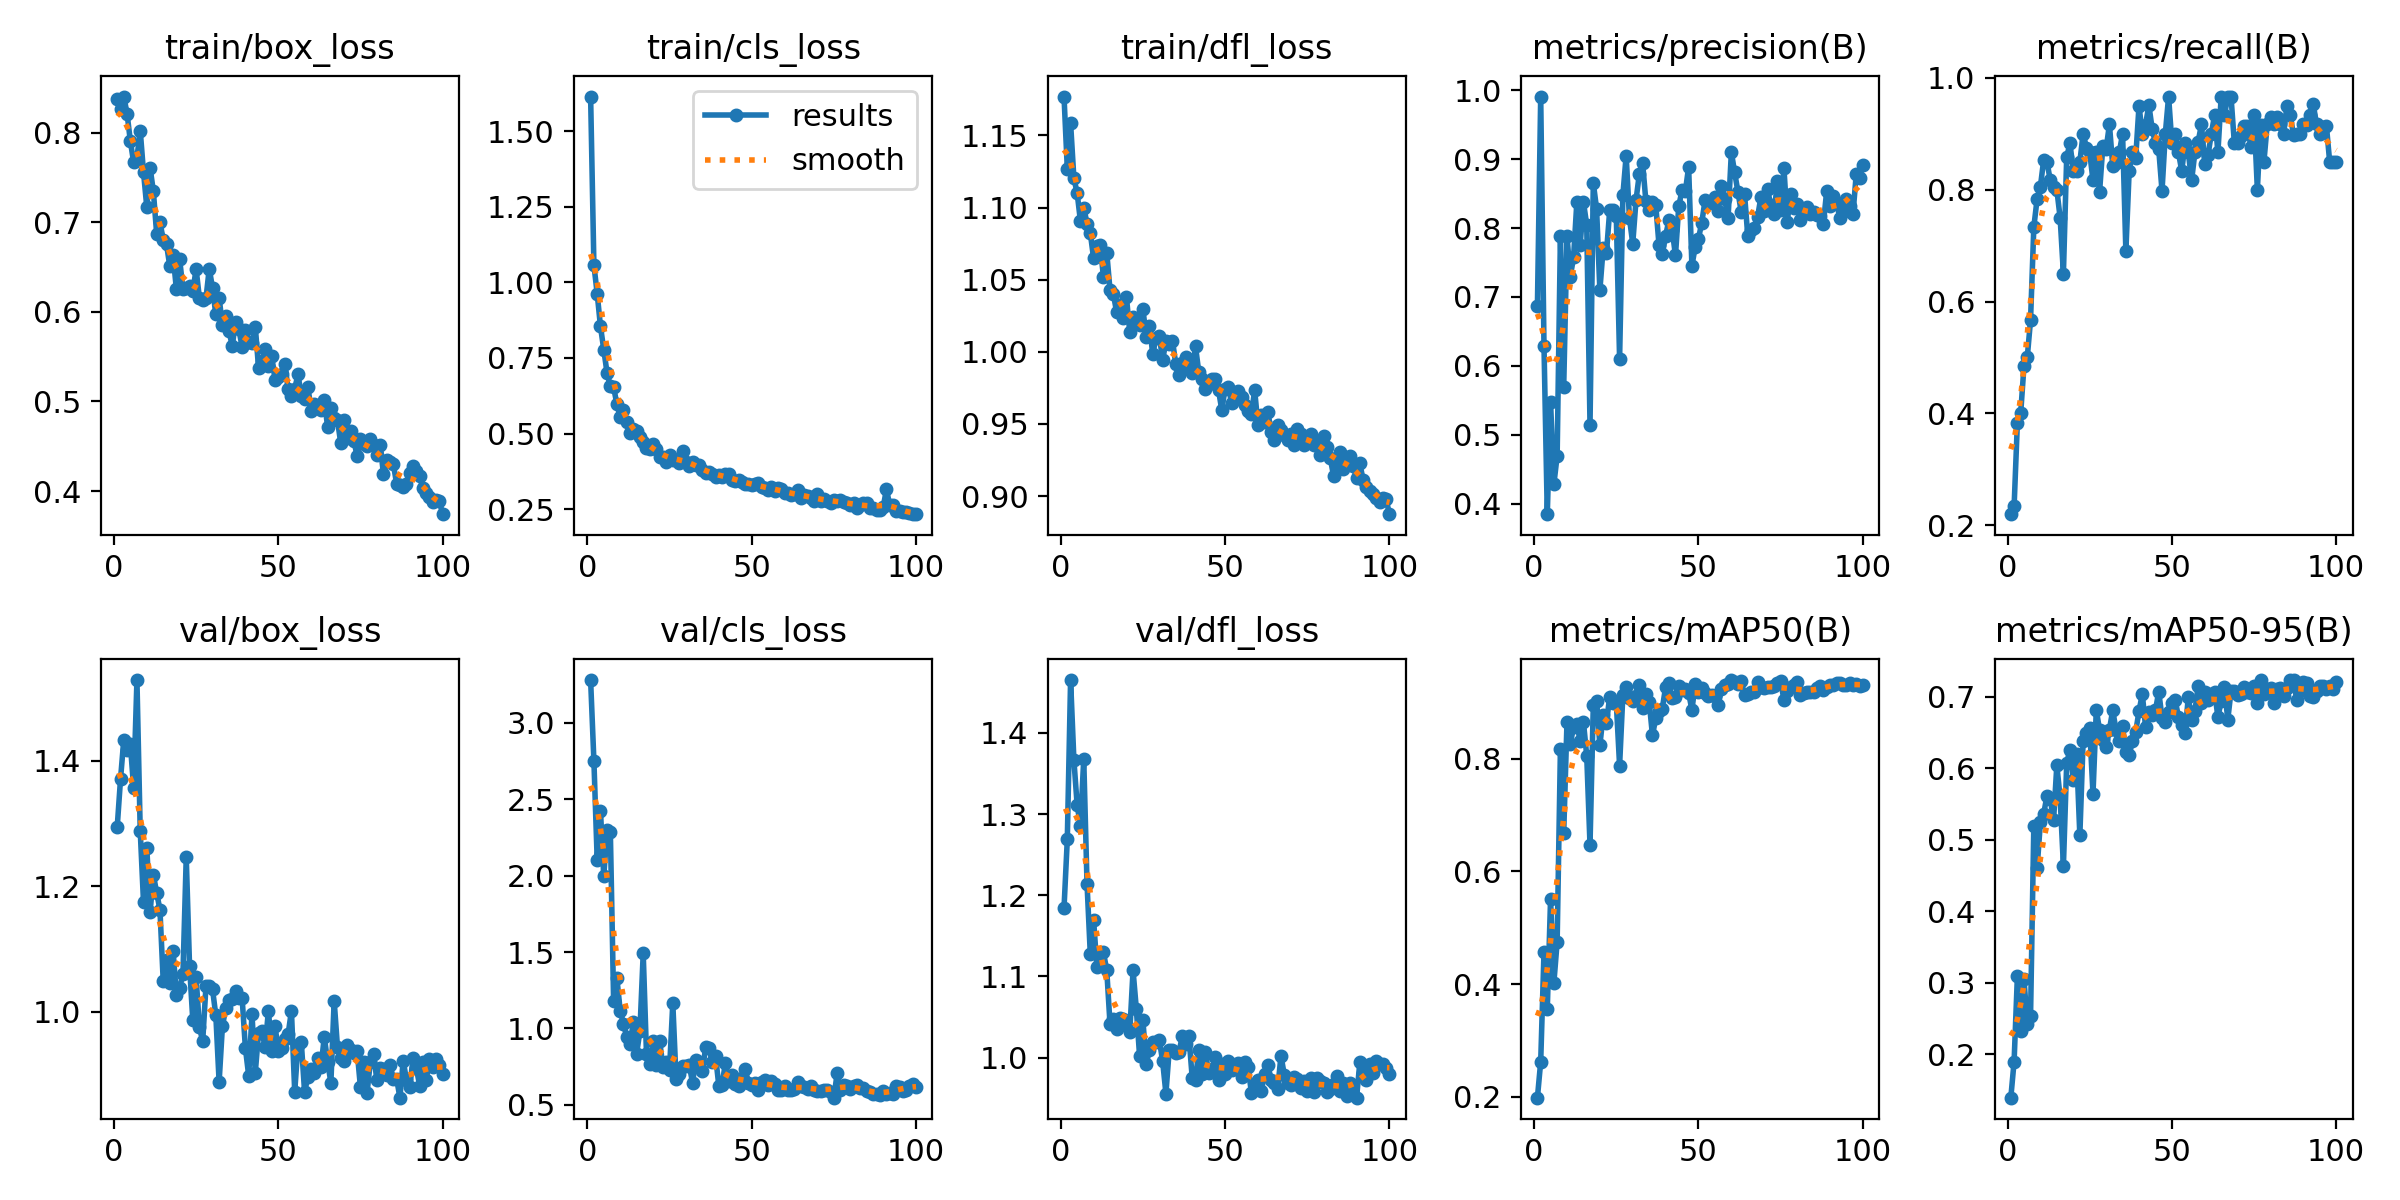 train/box_loss
train/cls_loss
train/dfl_loss
metrics/precision(B)
metrics/recall(B)
0.8
0.7
0.6
0.5
0.4
0 50 100
results
smooth
1.50
1.25
1.00
0.75
0.50
0.25
0 50 100
1.15
1.10
1.05
1.00
0.95
0.90
0 50 100
1.0
0.9
0.8
0.7
0.6
0.5
0.4
0 50 100
1.0
0.8
0.6
0.4
0.2
0 50 100
val/box_loss
val/cls_loss
val/dfl_loss
metrics/mAP50(B)
metrics/mAP50-95(B)
1.4
1.2
1.0
0 50 100
3.0
2.5
2.0
1.5
1.0
0.5
0 50 100
1.4
1.3
1.2
1.1
1.0
0 50 100
0.8
0.6
0.4
0.2
0 50 100
0.7
0.6
0.5
0.4
0.3
0.2
0 50 100